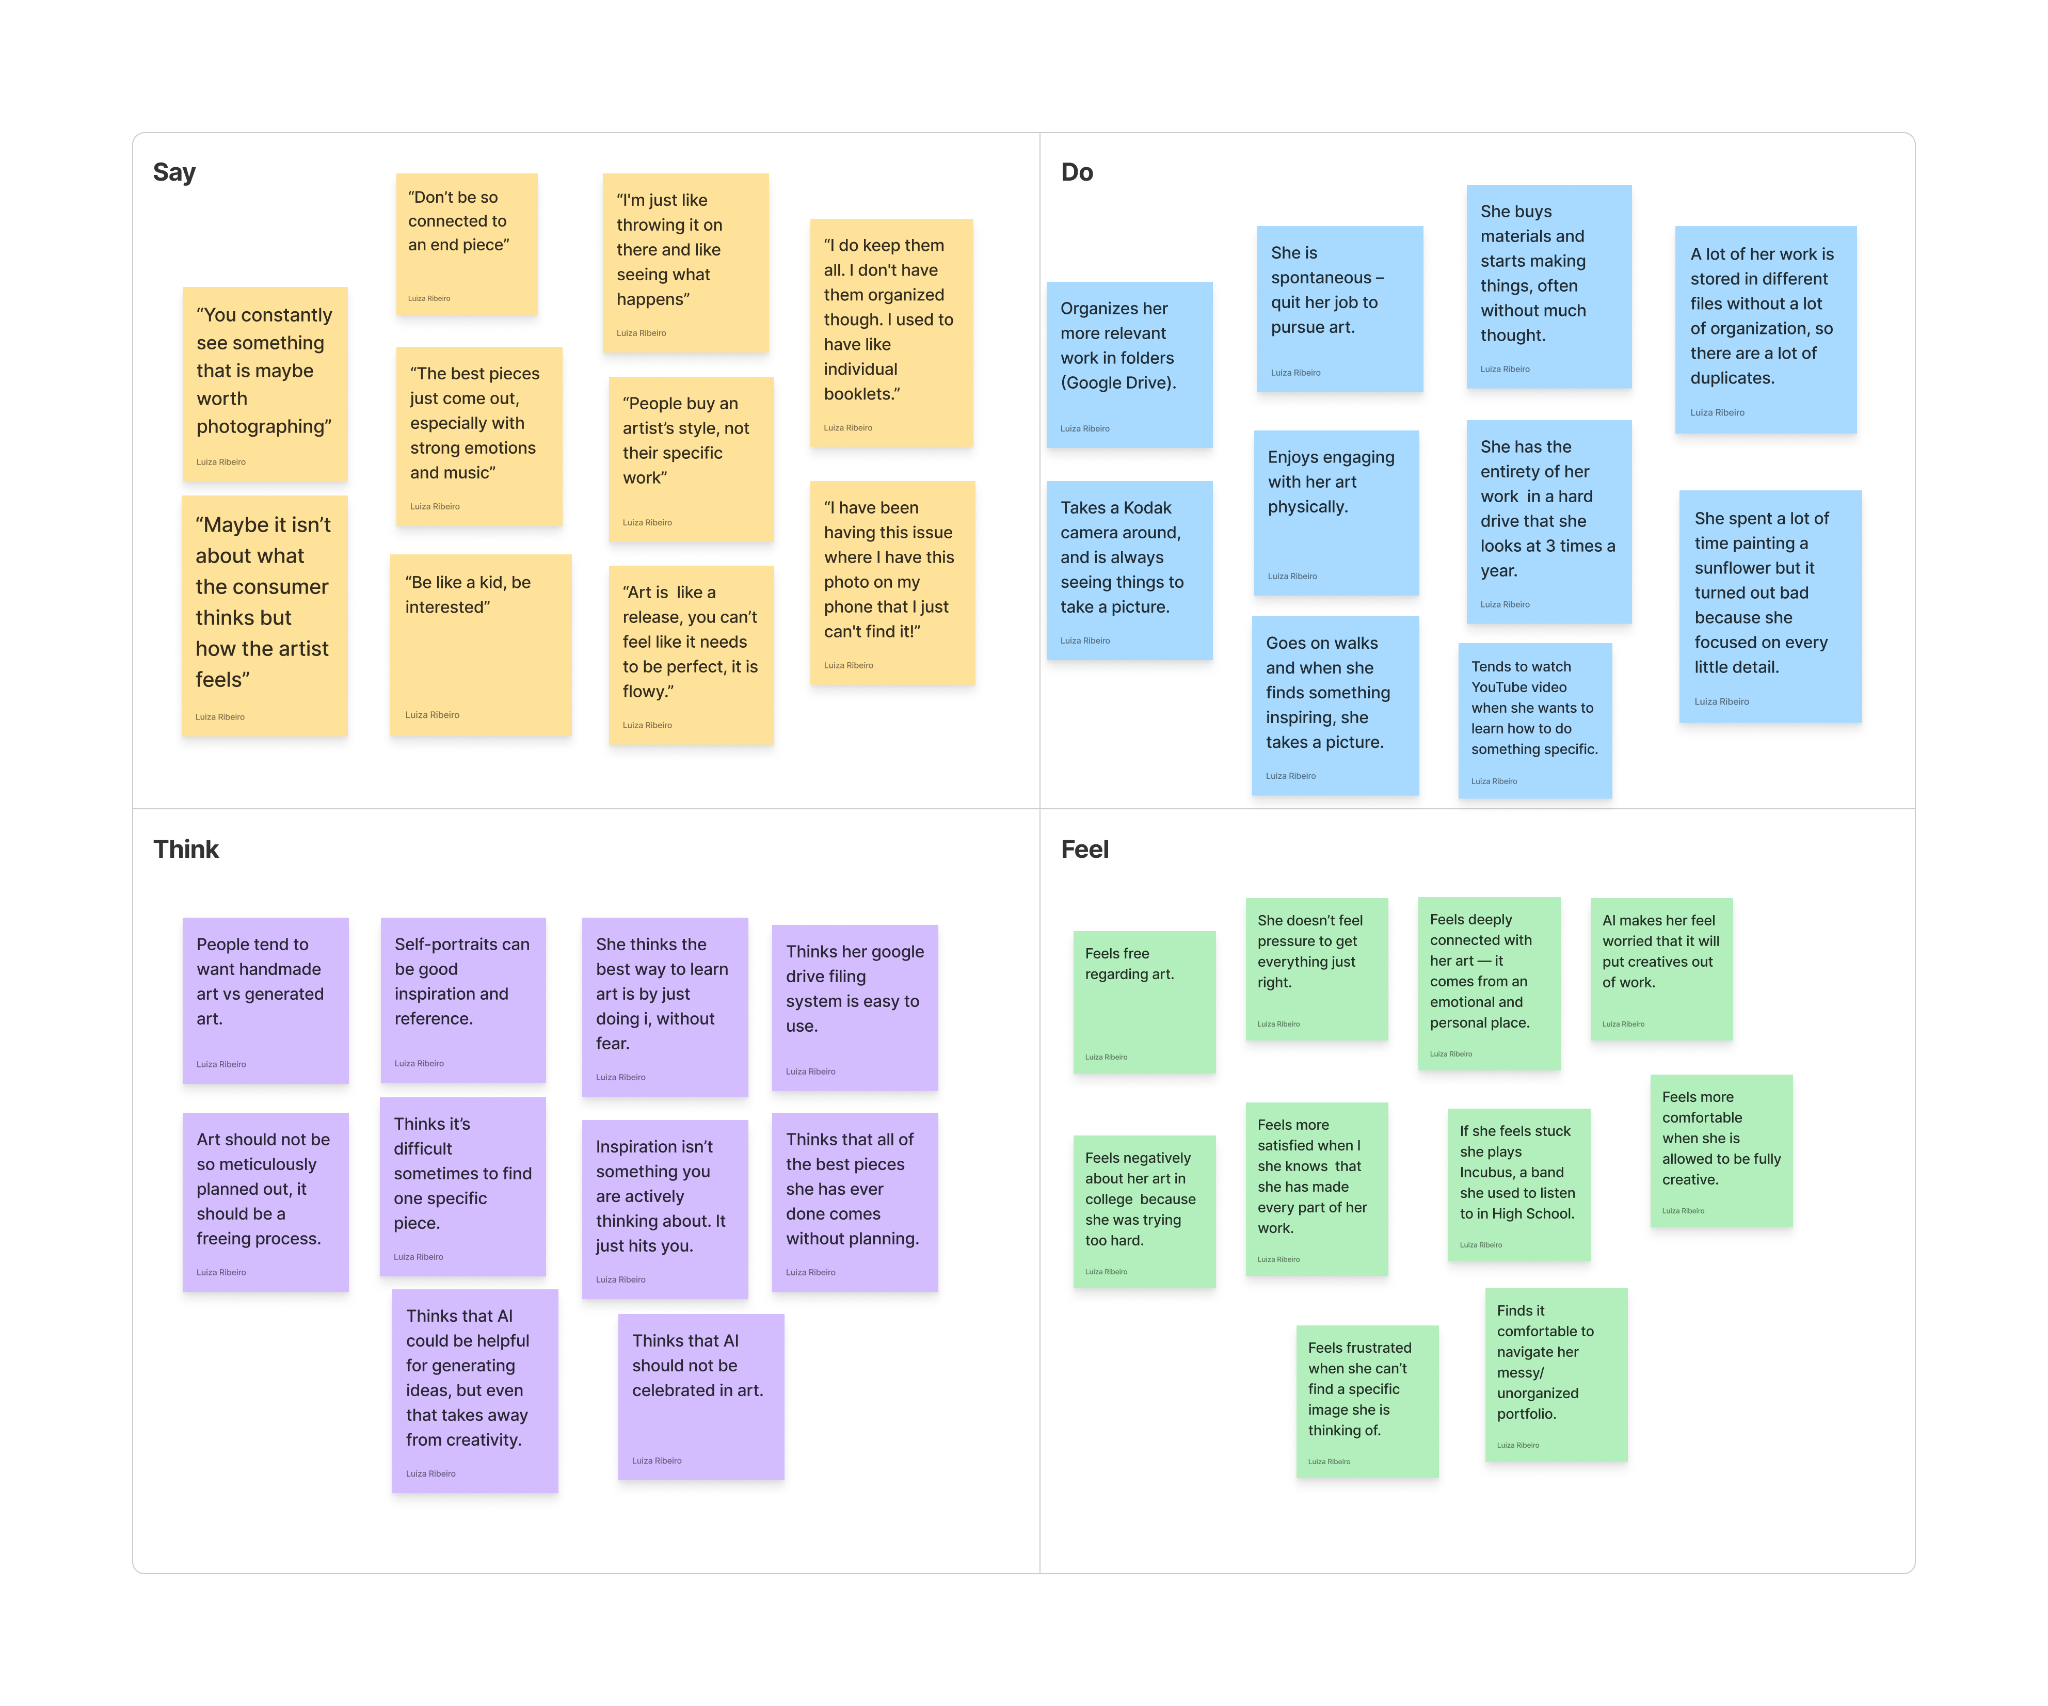 Say
“You constantly
see something
that is maybe
worth
photographing”
Luiza Ribeiro
“Maybe it isn’t
about what
the consumer
thinks but
how the artist
feels”
Luiza Ribeiro
“Don’t be so
connected to
an end piece”
Luiza Ribeiro
“The best pieces
just come out,
especially with
strong emotions
and music”
Luiza Ribeiro
“Be like a kid, be
interested”
Luiza Ribeiro
“I'm just like
throwing it on
there and like
seeing what
happens”
Luiza Ribeiro
“People buy an
artist’s style, not
their specific
work”
Luiza Ribeiro
“Art is  like a
release, you can’t
feel like it needs
to be perfect, it is
flowy.”
Luiza Ribeiro
“I do keep them
all. I don't have
them organized
though. I used to
have like
individual
booklets.”
Luiza Ribeiro
“I have been
having this issue
where I have this
photo on my
phone that I just
can't find it!”
Luiza Ribeiro
Do
Organizes her
more relevant
work in folders
(Google Drive).
Luiza Ribeiro
Takes a Kodak
camera around,
and is always
seeing things to
take a picture.
Luiza Ribeiro
She is
spontaneous –
quit her job to
pursue art.
Luiza Ribeiro
Enjoys engaging
with her art
physically.
Luiza Ribeiro
Goes on walks
and when she
finds something
inspiring, she
takes a picture.
Luiza Ribeiro
She buys
materials and
starts making
things, often
without much
thought.
Luiza Ribeiro
She has the
entirety of her
work  in a hard
drive that she
looks at 3 times a
year.
Luiza Ribeiro
Tends to watch
YouTube video
when she wants to
learn how to do
something specific.
Luiza Ribeiro
A lot of her work is
stored in different
files without a lot
of organization, so
there are a lot of
duplicates.
Luiza Ribeiro
She spent a lot of
time painting a
sunflower but it
turned out bad
because she
focused on every
little detail.
Luiza Ribeiro
Think
People tend to
want handmade
art vs generated
art.
Luiza Ribeiro
Self-portraits can
be good
inspiration and
reference.
Luiza Ribeiro
She thinks the
best way to learn
art is by just
doing i, without
fear.
Luiza Ribeiro
Thinks her google
drive filing
system is easy to
use.
Luiza Ribeiro
Art should not be
so meticulously
planned out, it
should be a
freeing process.
Luiza Ribeiro
Thinks it’s
difficult
sometimes to find
one specific
piece.
Luiza Ribeiro
Inspiration isn’t
something you
are actively
thinking about. It
just hits you.
Luiza Ribeiro
Thinks that all of
the best pieces
she has ever
done comes
without planning.
Luiza Ribeiro
Thinks that AI
could be helpful
for generating
ideas, but even
that takes away
from creativity.
Luiza Ribeiro
Thinks that AI
should not be
celebrated in art.
Luiza Ribeiro
Feel
Feels free
regarding art.
Luiza Ribeiro
She doesn’t feel
pressure to get
everything just
right.
Luiza Ribeiro
Feels deeply
connected with
her art — it
comes from an
emotional and
personal place.
Luiza Ribeiro
AI makes her feel
worried that it will
put creatives out
of work.
Luiza Ribeiro
Feels negatively
about her art in
college  because
she was trying
too hard.
Luiza Ribeiro
Feels more
satisfied when I
she knows  that
she has made
every part of her
work.
Luiza Ribeiro
If she feels stuck
she plays
Incubus, a band
she used to listen
to in High School.
Luiza Ribeiro
Feels more
comfortable
when she is
allowed to be fully
creative.
Luiza Ribeiro
Feels frustrated
when she can’t
find a specific
image she is
thinking of.
Luiza Ribeiro
Finds it
comfortable to
navigate her
messy/
unorganized
portfolio.
Luiza Ribeiro